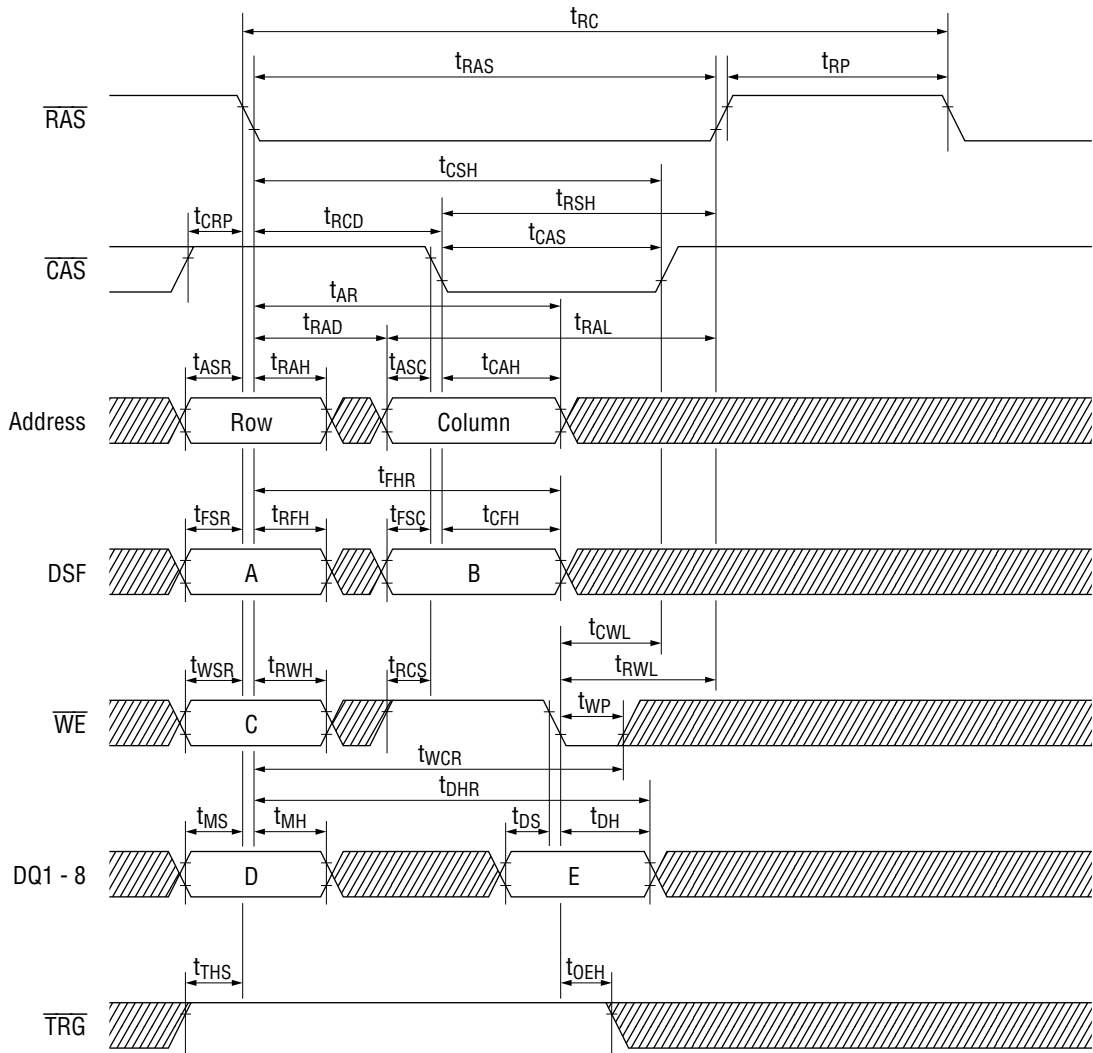 tRC
tRAS tRP
RAS
tCSH
tRSH
tCRP tRCD
tCAS
CAS
tAR
tRAD tRAL
tASR tRAH tASC tCAH
Address Row Column
tFHR
tFSR tRFH tFSC tCFH
DSF A B
tCWL
tWSR tRWH tRCS tRWL
tWP
WE C
tWCR
tDHR
tMS tMH tDS tDH
DQ1 - 8 D E
tTHS tOEH
TRG